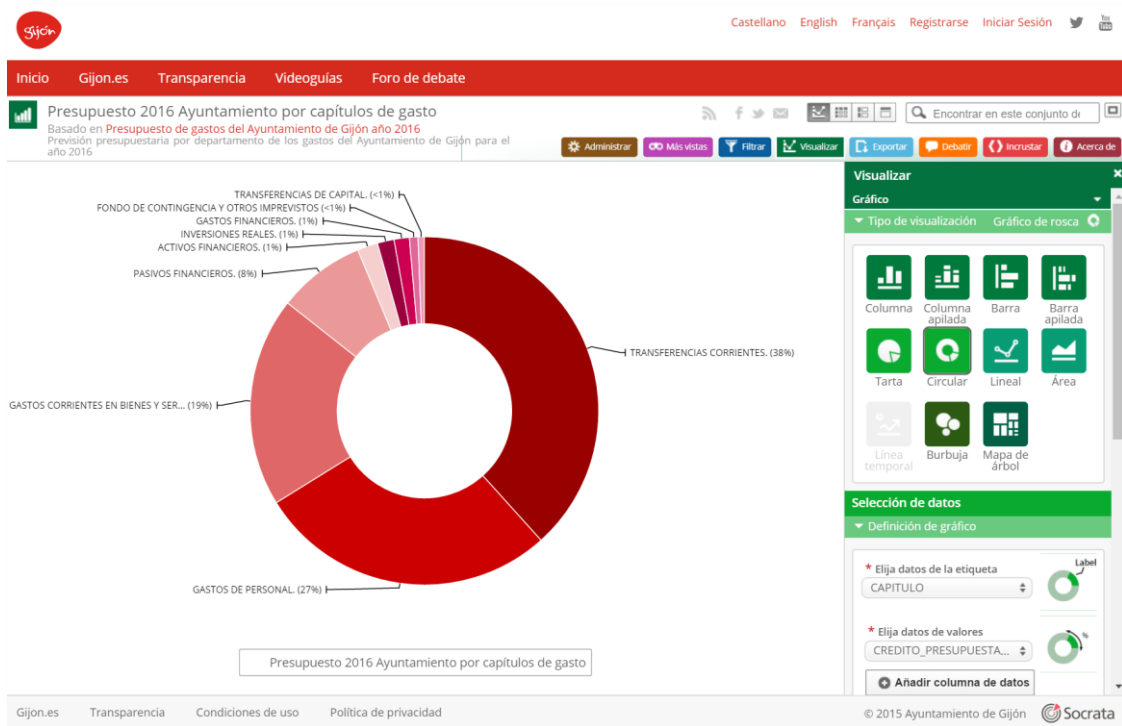 gijón
Castellano English Français Registrarse Iniciar Sesión
You Tube
Inicio Gijon.es Transparencia Videoguías Foro de debate
Presupuesto 2016 Ayuntamiento por capítulos de gasto
Basado en Presupuesto de gastos del Ayuntamiento de Gijón año 2016
Previsión presupuestaria por departamento de los gastos del Ayuntamiento de Gijón para el
año 2016
Encontrar en este conjunto de
Administrar Más vistas Filtrar Visualizar Exportar Debatir Incrustar Acerca de
TRANSFERENCIAS DE CAPITAL. (<1%)
FONDO DE CONTINGENCIA Y OTROS IMPREVISTOS (<1%)
GASTOS FINANCIEROS. (1%)
INVERSIONES REALES. (1%)
ACTIVOS FINANCIEROS. (1%)
PASIVOS FINANCIEROS. (8%)
TRANSFERENCIAS CORRIENTES. (38%)
GASTOS CORRIENTES EN BIENES Y SER... (19%)
GASTOS DE PERSONAL. (27%)
Presupuesto 2016 Ayuntamiento por capítulos de gasto
Visualizar
Gráfico
Tipo de visualización Gráfico de rosca
Columna Columna apilada Barra Barra apilada
Tarta Circular Lineal Área
Línea temporal Burbuja Mapa de árbol
Selección de datos
Definición de gráfico
* Elija datos de la etiqueta
Label
CAPITULO
* Elija datos de valores
%
CREDITO_PRESUPUESTA...
Añadir columna de datos
Gijon.es Transparencia Condiciones de uso Política de privacidad © 2015 Ayuntamiento de Gijón Socrata